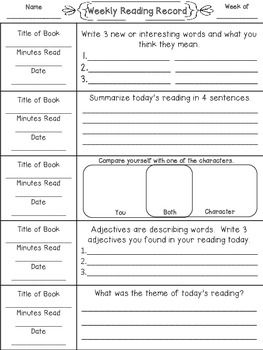 Name
Weekly Reading Record
Week of
Title of Book
Minutes Read
Date
Write 3 new or interesting words and what you
think they mean.
1.
2.
3.
Title of Book
Minutes Read
Date
Summarize today's reading in 4 sentences.
Title of Book
Minutes Read
Date
Compare yourself with one of the characters.
You
Both
Character
Title of Book
Minutes Read
Date
Adjectives are describing words. Write 3
adjectives you found in your reading today.
1.
2.
3.
Title of Book
Minutes Read
Date
What was the theme of today's reading?